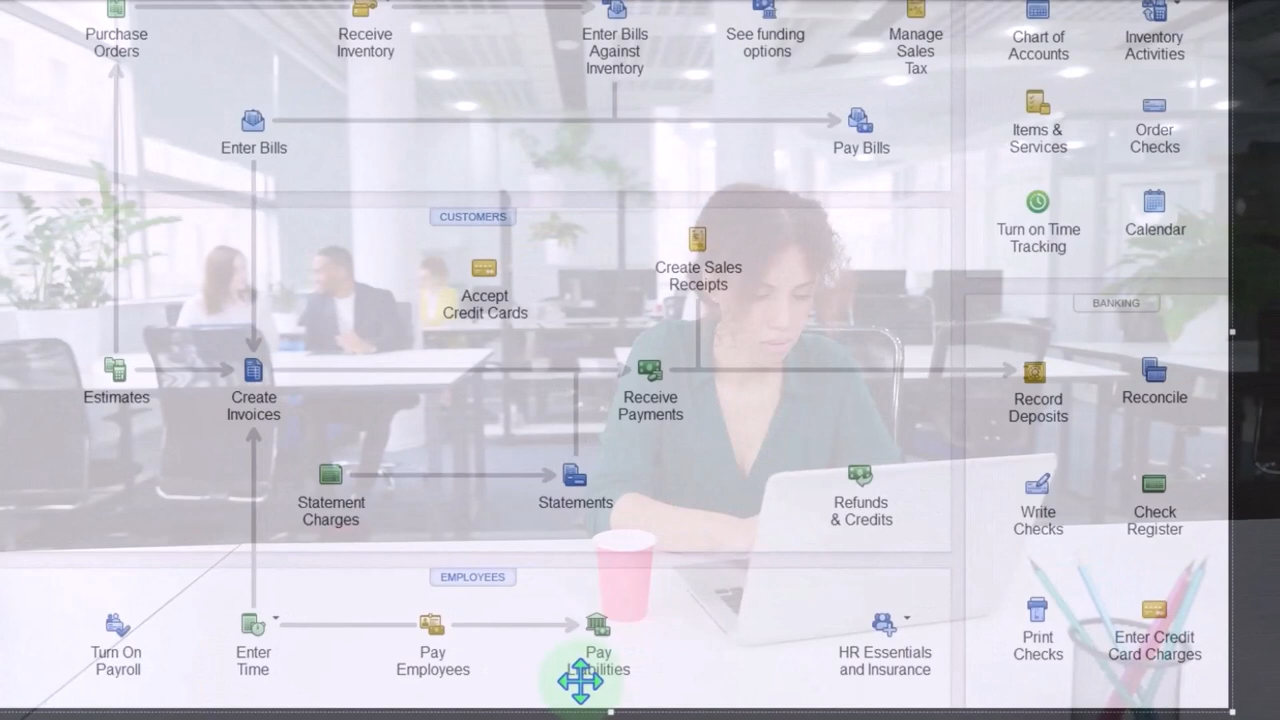 Purchase
Orders
Receive
Inventory
Enter Bills
Against
Inventory
See funding
options
Manage
Sales
Tax
Chart of
Accounts
Inventory
Activities
Enter Bills
Pay Bills
Items &
Services
Order
Checks
CUSTOMERS
Turn on Time
Tracking
Calendar
Create Sales
Receipts
Accept
Credit Cards
BANKING
Estimates
Create
Invoices
Receive
Payments
Record
Deposits
Reconcile
Statement
Charges
Statements
Refunds
& Credits
Write
Checks
Check
Register
EMPLOYEES
Turn On
Payroll
Enter
Time
Pay
Employees
Pay
Liabilities
HR Essentials
and Insurance
Print
Checks
Enter Credit
Card Charges